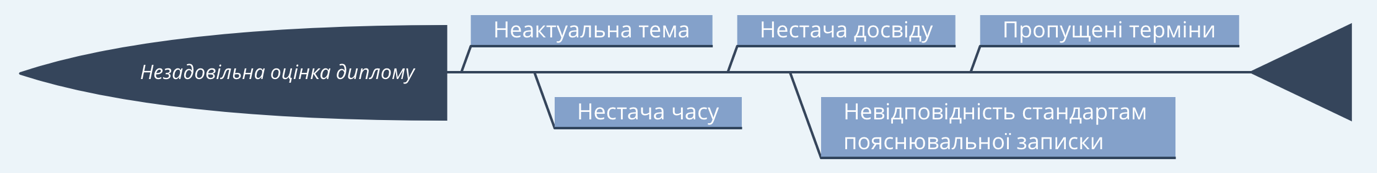 Незадовільна оцінка диплому
Неактуальна тема
Нестача досвіду
Пропущені терміни
Нестача часу
Невідповідність стандартам
пояснювальної записки